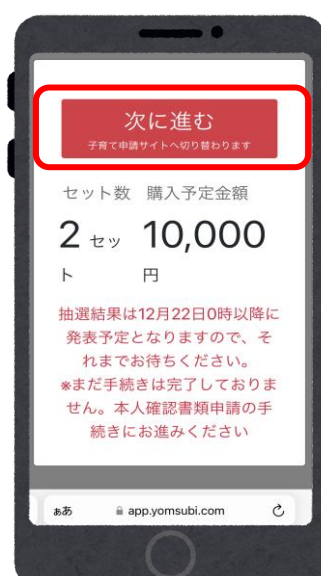 次に進む
子育て申請サイトへ切り替わります
セット数 購入予定金額
2 セッ 10,000
ト 円
抽選結果は12月22日0時以降に
発表予定となりますので、そ
れまでお待ちください。
※まだ手続きは完了しておりま
せん。本人確認書類申請の手
続きにお進みください
ぁあ app.yomsubi.com